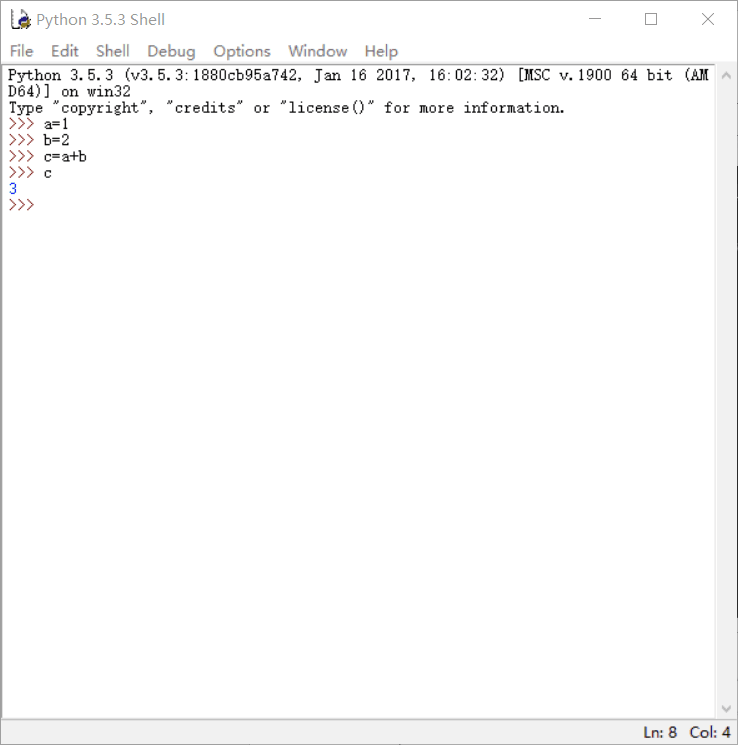 Python 3.5.3 Shell
File Edit Shell Debug Options Window Help
Python 3.5.3 (v3.5.3:1880cb95a742, Jan 16 2017, 16:02:32) [MSC v.1900 64 bit (AM
D64)] on win32
Type "copyright", "credits" or "license()" for more information.
>>> a=1
>>> b=2
>>> c=a+b
>>> c
3
>>>
Ln: 8 Col: 4